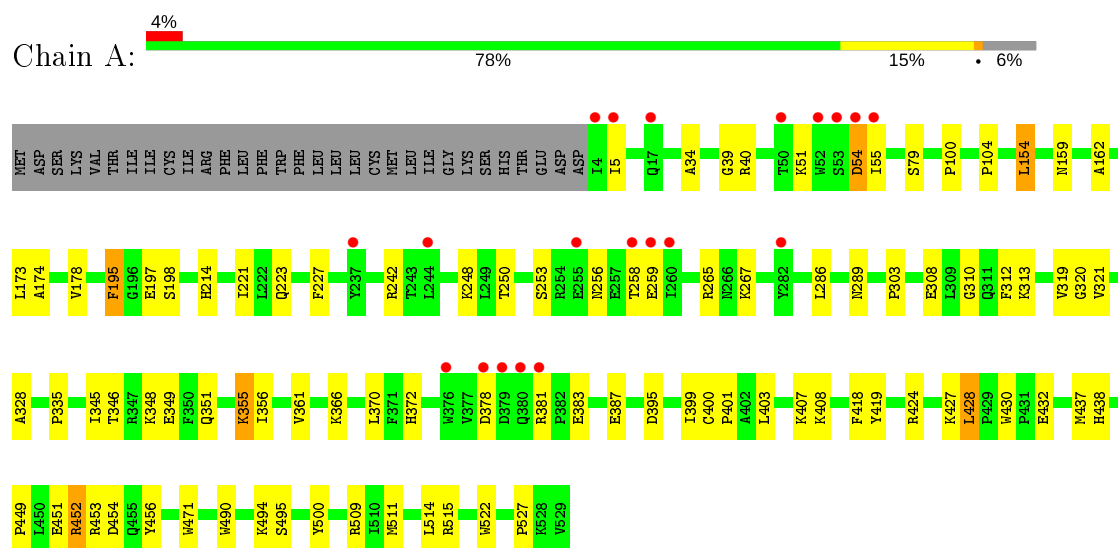 4%
Chain A:
78% 15% • 6%
MET ASP SER LYS VAL THR ILE ILE CYS ILE ARG PHE LEU PHE TRP PHE LEU LEU LEU LEU CYS MET LEU ILE GLY LYS SER HIS THR GLU ASP ASP I4 I5 Q17 A34 G39 R40 T50 K51 W52 S53 D54 I55 S79 P100 P104 L154 N159 A162
L173 A174 V178 F195 G196 E197 S198 H214 I221 L222 Q223 F227 Y237 R242 T243 L244 K248 L249 T250 S253 R254 E255 N256 E257 T258 E259 I260 R265 N266 K267 Y282 L286 N289 P303 E308 L309 G310 Q311 F312 K313 V319 G320 V321
A328 P335 I345 T346 R347 K348 E349 F350 Q351 K355 I356 V361 K366 L370 F371 H372 W376 V377 D378 D379 Q380 R381 P382 E383 E387 D395 I399 C400 P401 A402 L403 K407 K408 F418 Y419 R424 K427 L428 P429 W430 P431 E432 M437 H438
P449 L450 E451 R452 R453 D454 Q455 Y456 W471 W490 K494 S495 Y500 R509 I510 M511 L514 R515 W522 P527 K528 V529